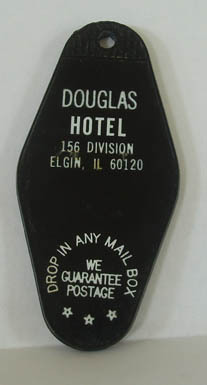 DOUGLAS
HOTEL
156 DIVISION
ELGIN, IL 60120
DROP IN ANY MAIL BOX
WE
GUARANTEE
POSTAGE